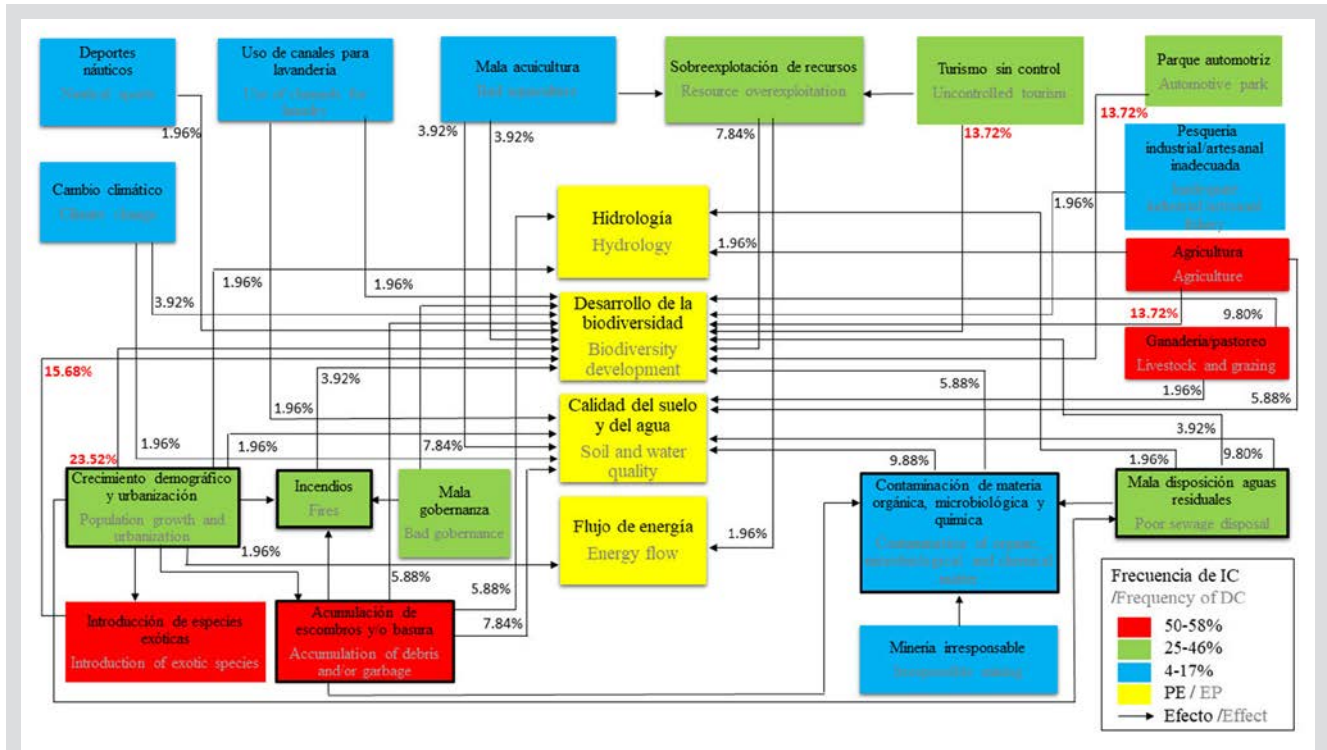 Deportes
náuticos
Nautical sports
Uso de canales para
lavandería
Use of channels for
laundry
Mala acuicultura
Bad aquaculture
Sobreexplotación de recursos
Resource overexploitation
Turismo sin control
Uncontrolled tourism
Parque automotriz
Automotive park
1.96%
3.92%
3.92%
7.84%
13.72%
13.72%
Pesquería
industrial/artesanal
inadecuada
Inadequate
industrial/artisanal
fishery
Cambio climático
Climate change
1.96%
Hidrología
Hydrology
1.96%
Agricultura
Agriculture
1.96%
1.96%
3.92%
Desarrollo de la
biodiversidad
Biodiversity
development
13.72%
9.80%
Ganadería/pastoreo
Livestock and grazing
15.68%
3.92%
5.88%
1.96%
5.88%
Calidad del suelo
y del agua
Soil and water
quality
1.96%
1.96%
1.96%
7.84%
3.92%
23.52%
9.88%
1.96%
9.80%
Crecimiento demográfico
y urbanización
Population growth and
urbanization
Incendios
Fires
Mala
gobernanza
Bad gobernance
Contaminación de materia
orgánica, microbiológica y
química
Mala disposición aguas
residuales
Poor sewage disposal
Flujo de energía
Energy flow
1.96%
1.96%
5.88%
5.88%
7.84%
Introducción de especies
exóticas
Introduction of exotic species
Acumulación de
escombros y/o basura
Accumulation of debris
and/or garbage
Minería irresponsable
Irresponsible mining
Frecuencia de IC
/Frequency of DC
50-58%
25-46%
4-17%
PE / EP
Efecto /Effect